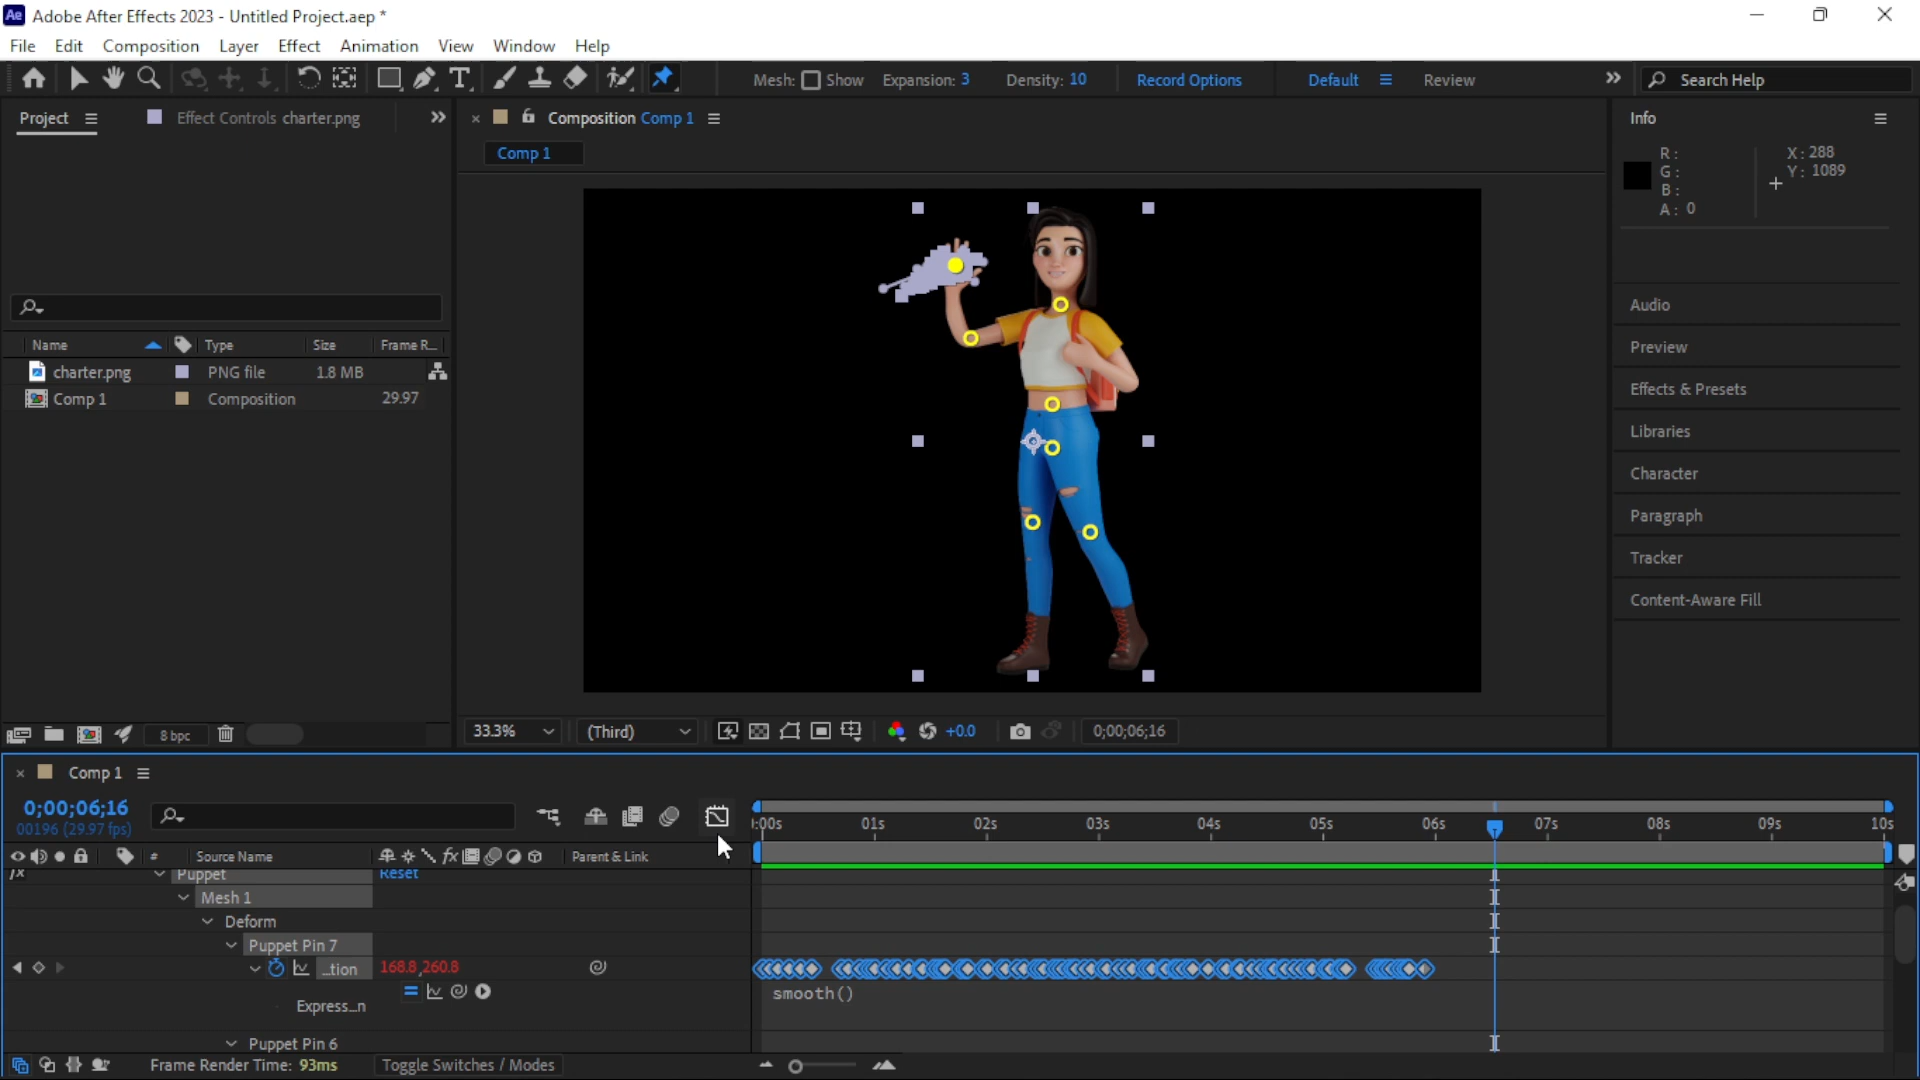 Ae Adobe After Effects 2023 - Untitled Project.aep *
File Edit Composition Layer Effect Animation View Window Help
Mesh: Show Expansion: 3 Density: 10 Record Options Default Review Search Help
Project Effect Controls charter.png
Composition Comp 1
Comp 1
Info
R:
G:
B:
A: 0
X: 288
Y: 1089
Audio
Preview
Effects & Presets
Libraries
Character
Paragraph
Tracker
Content-Aware Fill
Name Type Size Frame R...
charter.png PNG file 1.8 MB
Comp 1 Composition 29.97
8 bpc
33.3% (Third) +0.0 0;00;06;16
Comp 1
0;00;06;16
00196 (29.97 fps)
:00s 01s 02s 03s 04s 05s 06s 07s 08s 09s 10s
# Source Name fx Parent & Link
fx Puppet Reset
Mesh 1
Deform
Puppet Pin 7
...tion 168.8,260.8
smooth()
Express...n
Puppet Pin 6
Frame Render Time: 93ms Toggle Switches / Modes